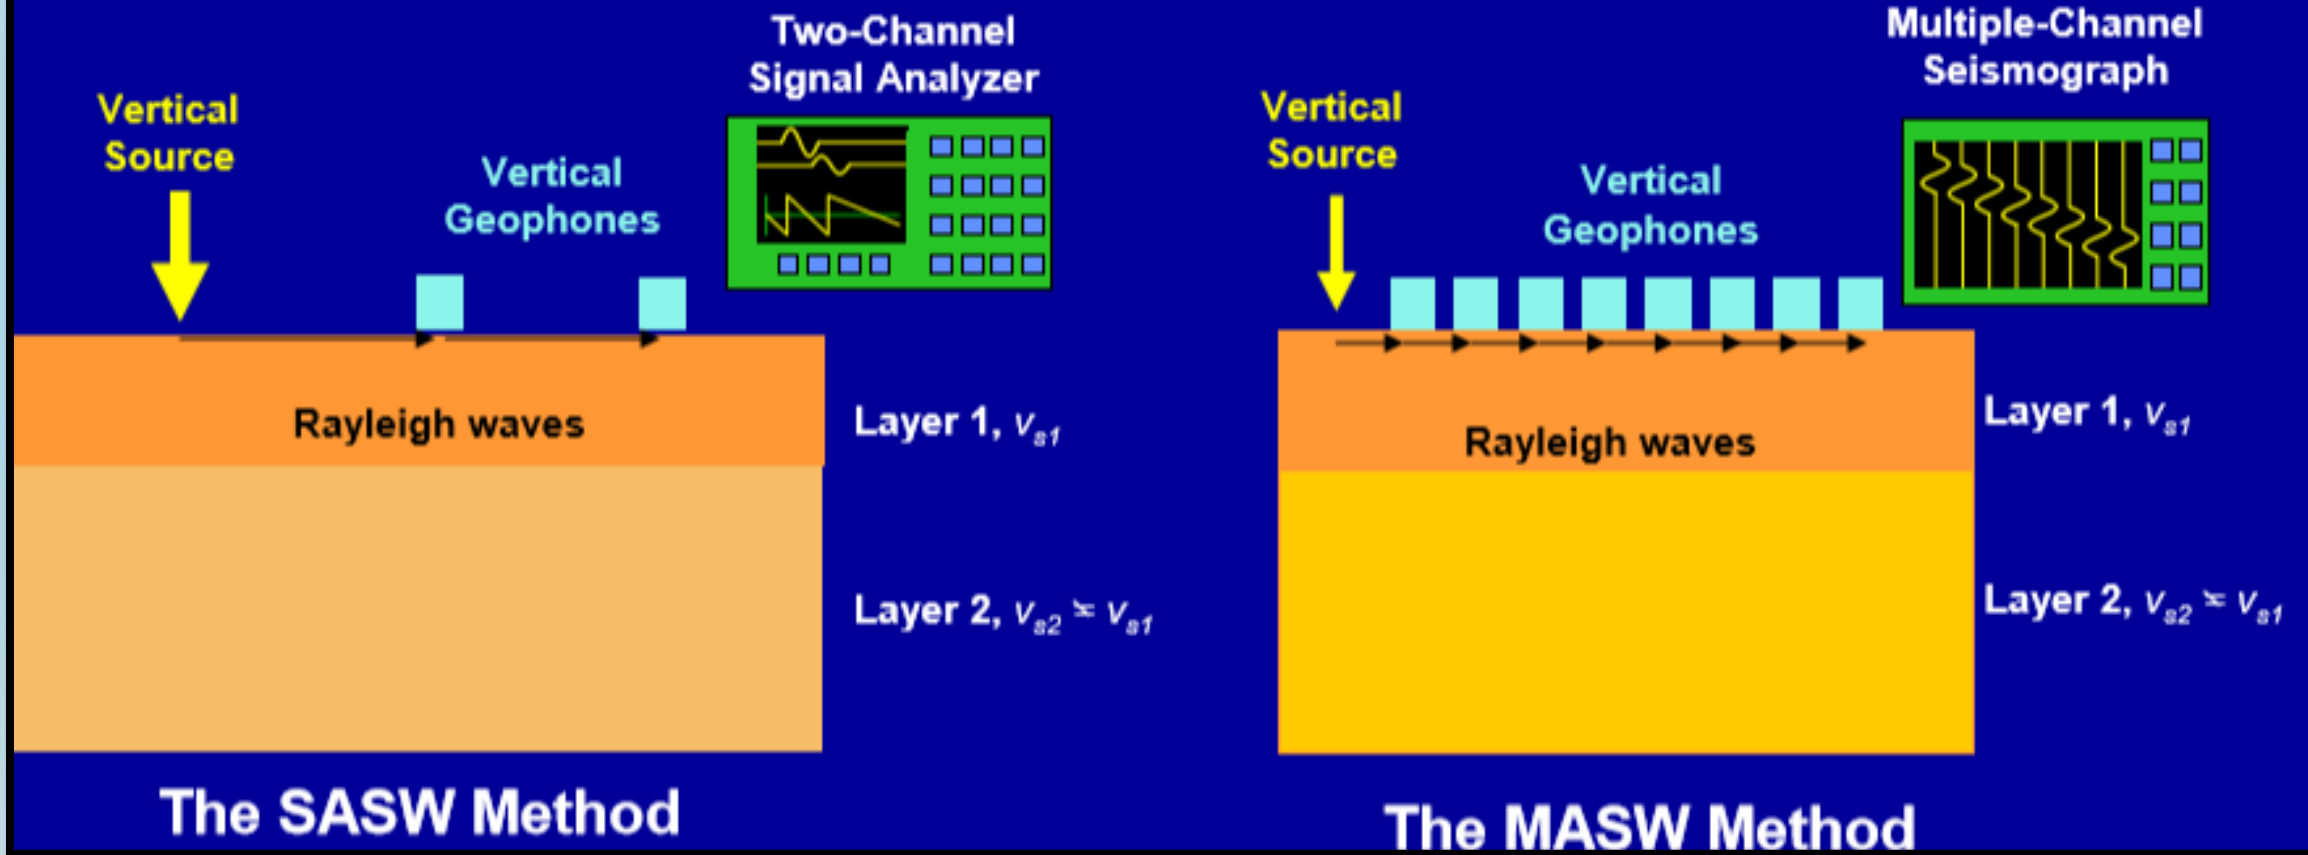 Two-Channel
Signal Analyzer
Vertical
Source
Vertical
Geophones
Rayleigh waves
Layer 1, vs1
Layer 2, vs2 ≠ vs1
The SASW Method
Multiple-Channel
Seismograph
Vertical
Source
Vertical
Geophones
Rayleigh waves
Layer 1, vs1
Layer 2, vs2 ≠ vs1
The MASW Method